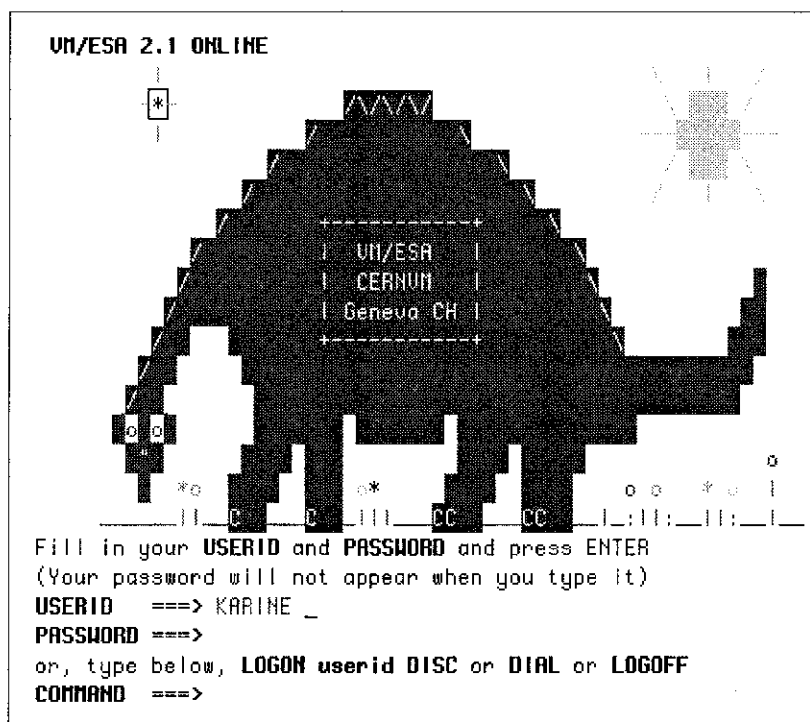 VM/ESA 2.1 ONLINE
VM/ESA
CERNVM
Geneva CH
Fill in your USERID and PASSWORD and press ENTER
(Your password will not appear when you type it)
USERID ===> KARINE _
PASSWORD ===>
or, type below, LOGON userid DISC or DIAL or LOGOFF
COMMAND ===>